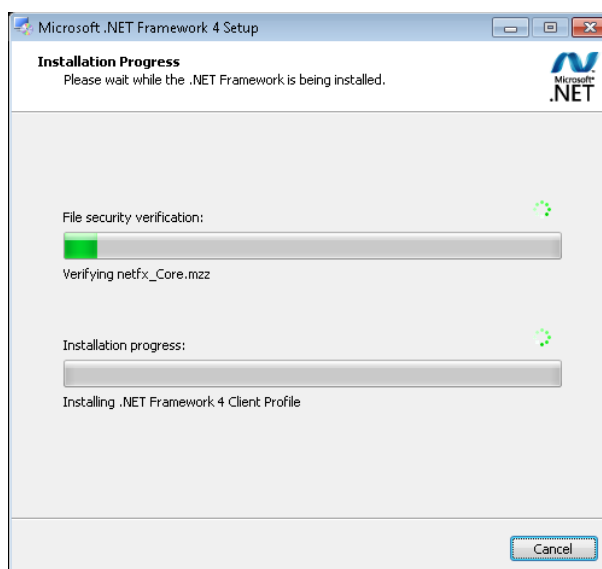 Microsoft .NET Framework 4 Setup
Installation Progress
Please wait while the .NET Framework is being installed.
Microsoft®
.NET
File security verification:
Verifying netfx_Core.mzz
Installation progress:
Installing .NET Framework 4 Client Profile
Cancel